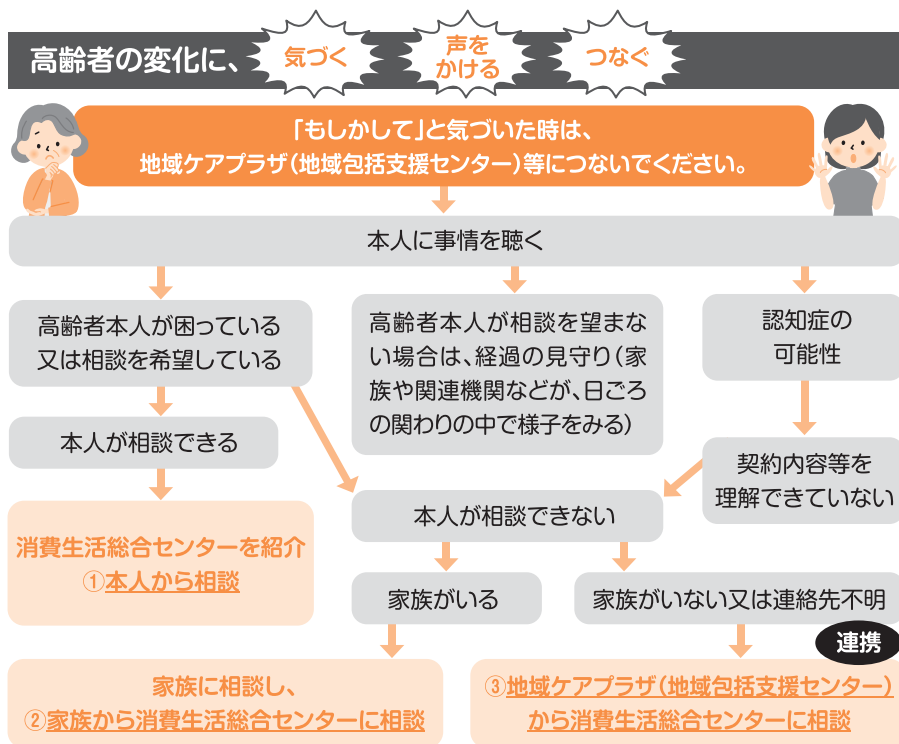 高齢者の変化に、
気づく
声を
かける
つなぐ
「もしかして」と気づいた時は、
地域ケアプラザ（地域包括支援センター）等につないでください。
本人に事情を聴く
高齢者本人が困っている
又は相談を希望している
高齢者本人が相談を望まな
い場合は、経過の見守り（家
族や関連機関などが、日ごろ
の関わりの中で様子をみる）
認知症の
可能性
本人が相談できる
契約内容等を
理解できていない
消費生活総合センターを紹介
①本人から相談
本人が相談できない
家族がいる
家族がいない又は連絡先不明
連携
家族に相談し、
②家族から消費生活総合センターに相談
③地域ケアプラザ（地域包括支援センター）
から消費生活総合センターに相談